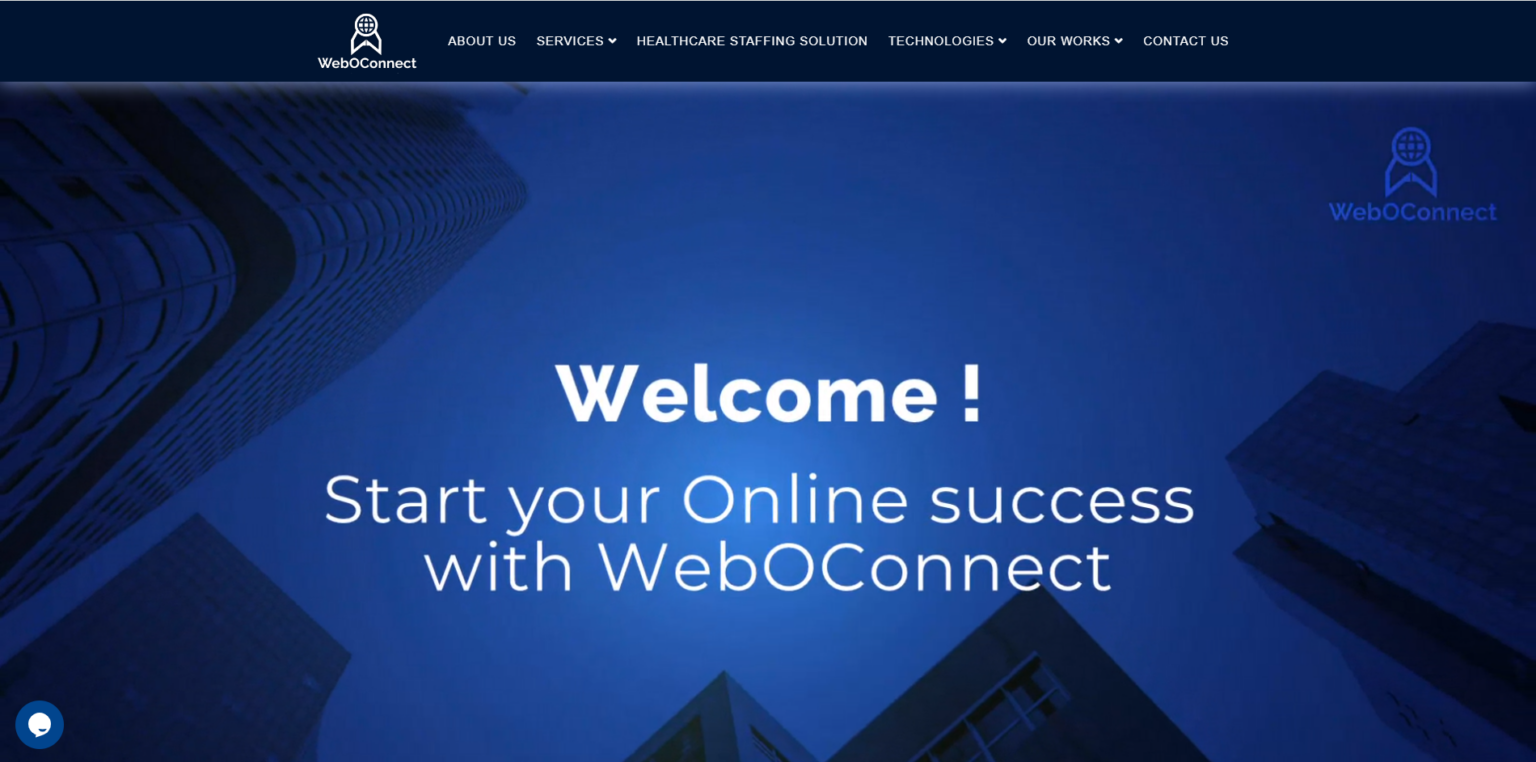 WebOConnect
ABOUT US
SERVICES
HEALTHCARE STAFFING SOLUTION
TECHNOLOGIES
OUR WORKS
CONTACT US
WebOConnect
Welcome !
Start your Online success
with WebOConnect